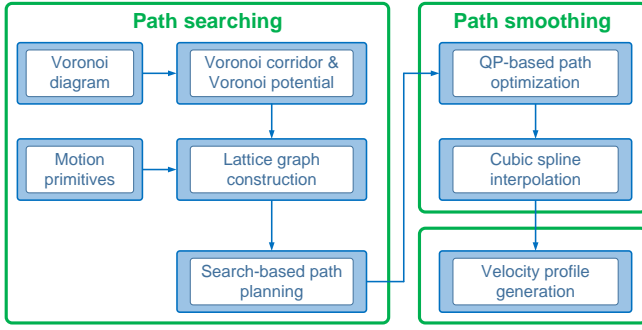 Path searching
Voronoi
diagram
Voronoi corridor &
Voronoi potential
Motion
primitives
Lattice graph
construction
Search-based path
planning
Path smoothing
QP-based path
optimization
Cubic spline
interpolation
Velocity profile
generation